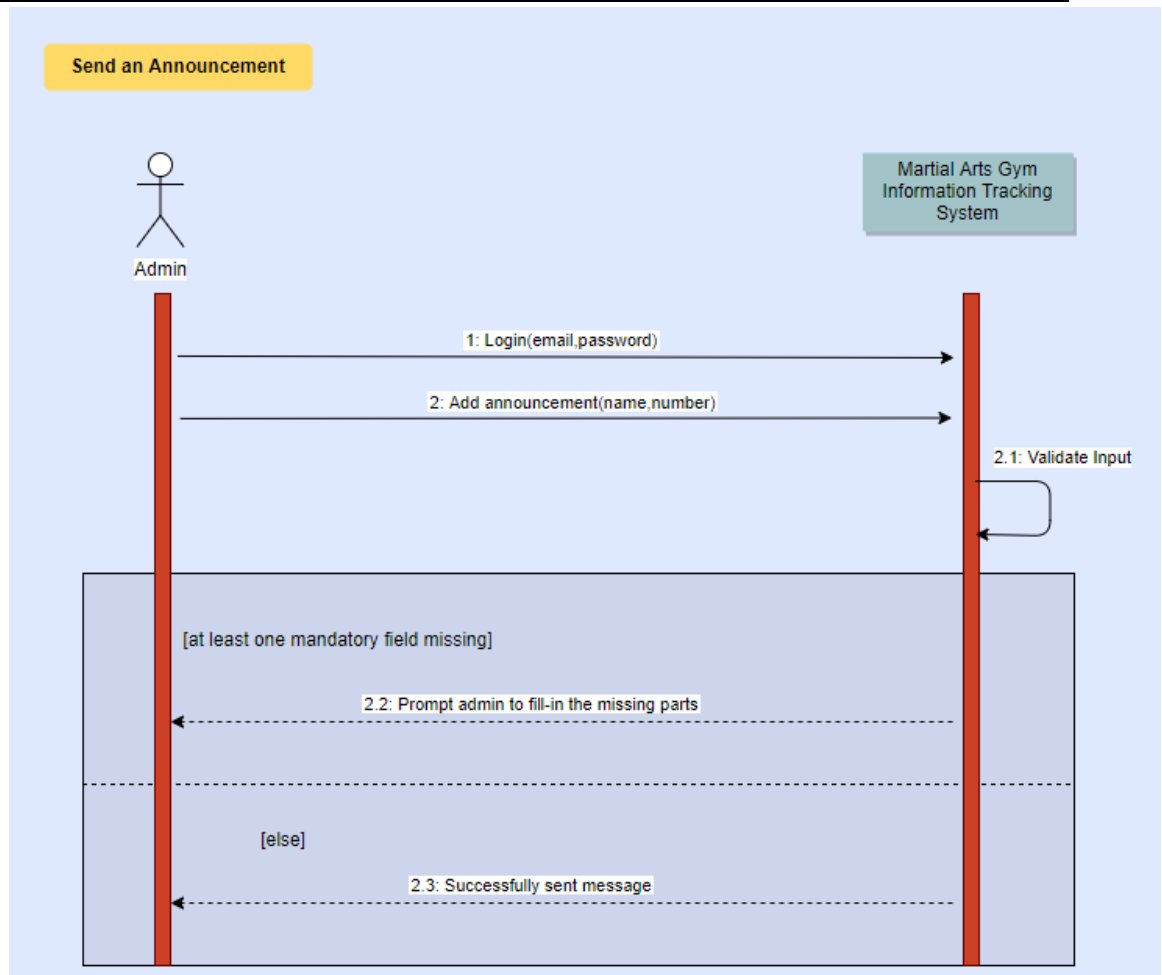 Send an Announcement
Martial Arts Gym
Information Tracking
System
Admin
1: Login(email,password)
2: Add announcement(name,number)
2.1: Validate Input
[at least one mandatory field missing]
2.2: Prompt admin to fill-in the missing parts
[else]
2.3: Successfully sent message